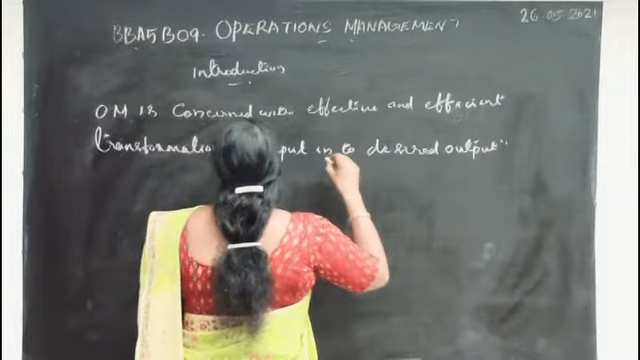 26.05.2021
BBA5B09. OPERATIONS MANAGEMENT
Introduction
OM is concerned with effective and efficient
transformation put in to desired output".